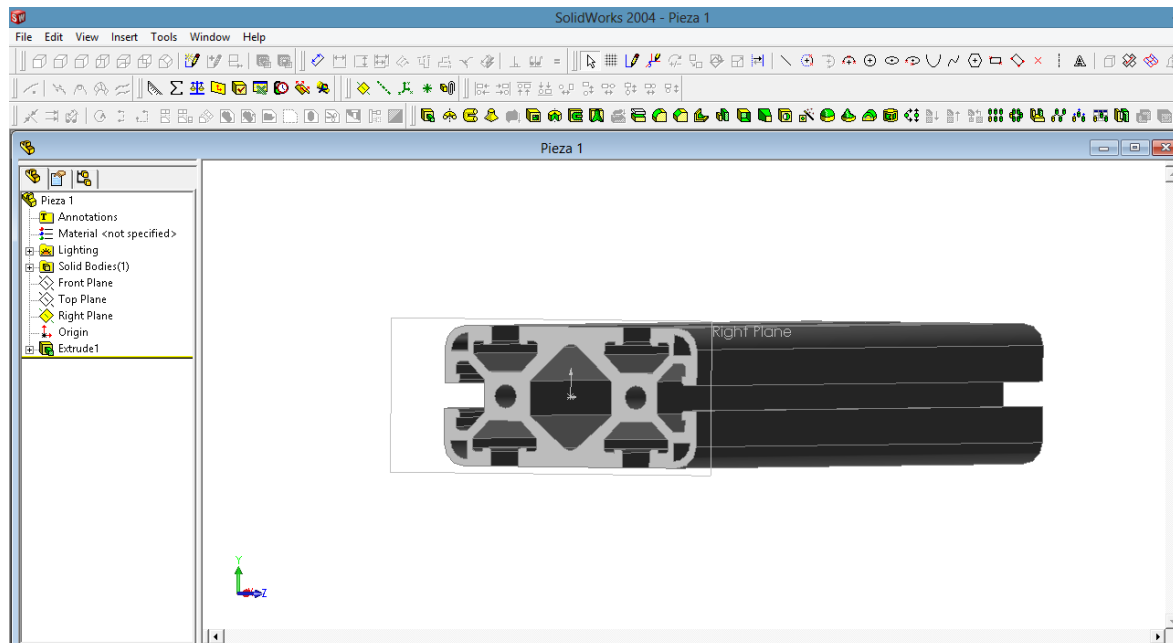 SolidWorks 2004 - Pieza 1
File Edit View Insert Tools Window Help
Pieza 1
Pieza 1
Annotations
Material <not specified>
Lighting
Solid Bodies(1)
Front Plane
Top Plane
Right Plane
Origin
Extrude1
Right Plane
Y
Z